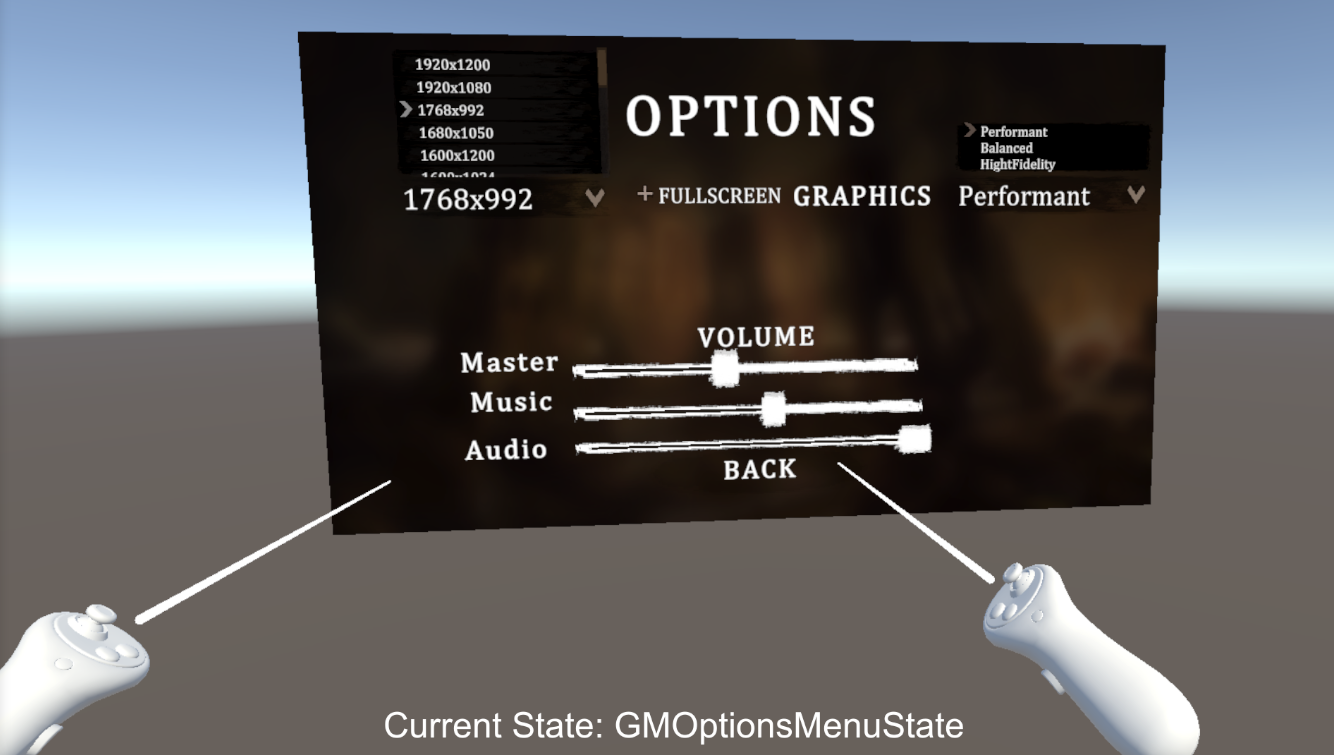 1920x1200
1920x1080
1768x992
1680x1050
1600x1200
1600x1024
OPTIONS
Performant
Balanced
HightFidelity
1768x992
FULLSCREEN
GRAPHICS
Performant
VOLUME
Master
Music
Audio
BACK
Current State: GMOptionsMenuState